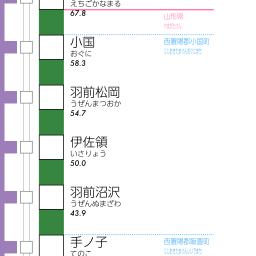 えちごかなまる
67.8
山形県
小国
おぐに
58.3
西置賜郡小国町
羽前松岡
うぜんまつおか
54.7
伊佐領
いさりょう
50.0
羽前沼沢
うぜんぬまざわ
43.9
手ノ子
てのこ
西置賜郡飯豊町